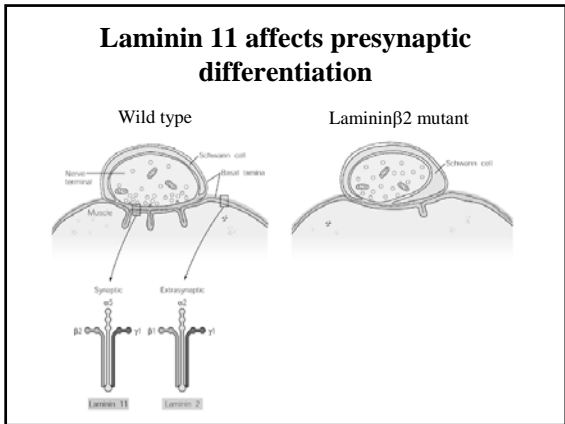 Laminin 11 affects presynaptic
differentiation
Wild type
Lamininβ2 mutant
Schwann cell
Nerve
terminal
Basal lamina
Muscle
Schwann cell
Synaptic
α5
β2
γ1
Laminin 11
Extrasynaptic
α2
β1
γ1
Laminin 2